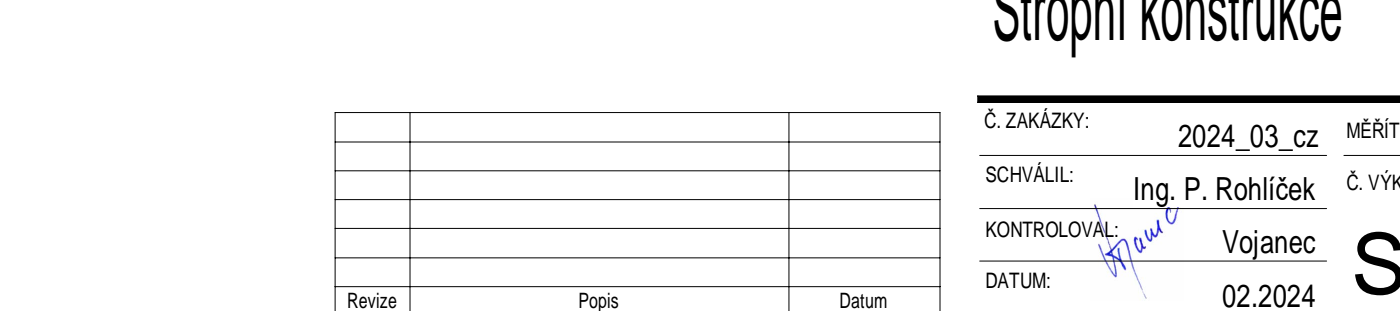 Stropní konstrukce
Č. ZAKÁZKY: 2024_03_cz
MĚŘÍT
SCHVÁLIL: Ing. P. Rohlíček
Č. VÝK
KONTROLOVAL: Vojanec
S
DATUM: 02.2024
Revize Popis Datum